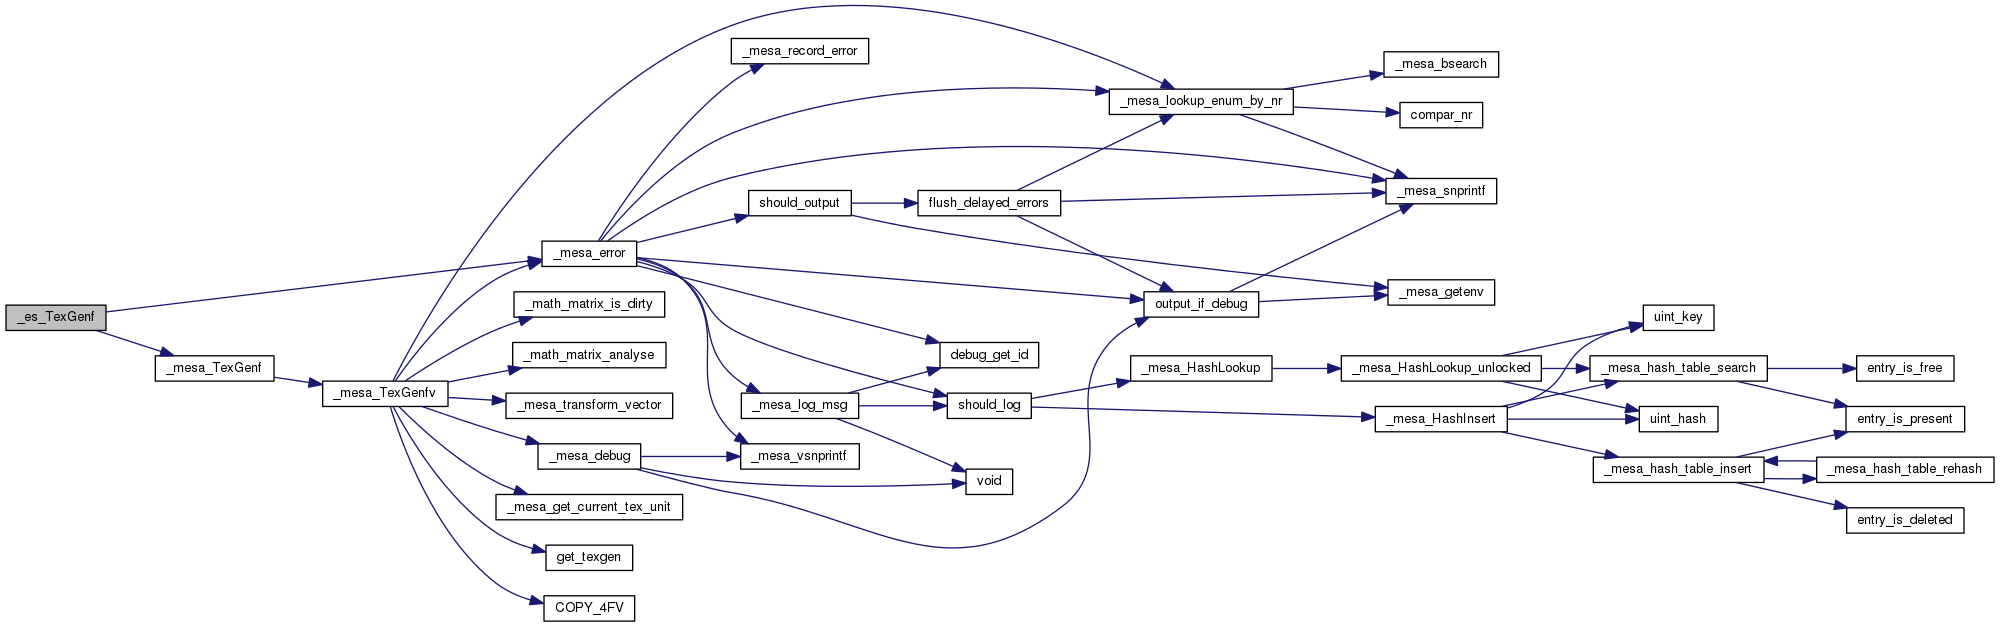 _es_TexGenf
_mesa_TexGenf
_mesa_TexGenfv
_mesa_error
_math_matrix_is_dirty
_math_matrix_analyse
_mesa_transform_vector
_mesa_debug
_mesa_get_current_tex_unit
get_texgen
COPY_4FV
_mesa_record_error
should_output
_mesa_log_msg
_mesa_vsnprintf
flush_delayed_errors
debug_get_id
should_log
void
_mesa_lookup_enum_by_nr
output_if_debug
_mesa_HashLookup
_mesa_bsearch
compar_nr
_mesa_snprintf
_mesa_getenv
_mesa_HashLookup_unlocked
_mesa_HashInsert
uint_key
_mesa_hash_table_search
uint_hash
_mesa_hash_table_insert
entry_is_free
entry_is_present
_mesa_hash_table_rehash
entry_is_deleted